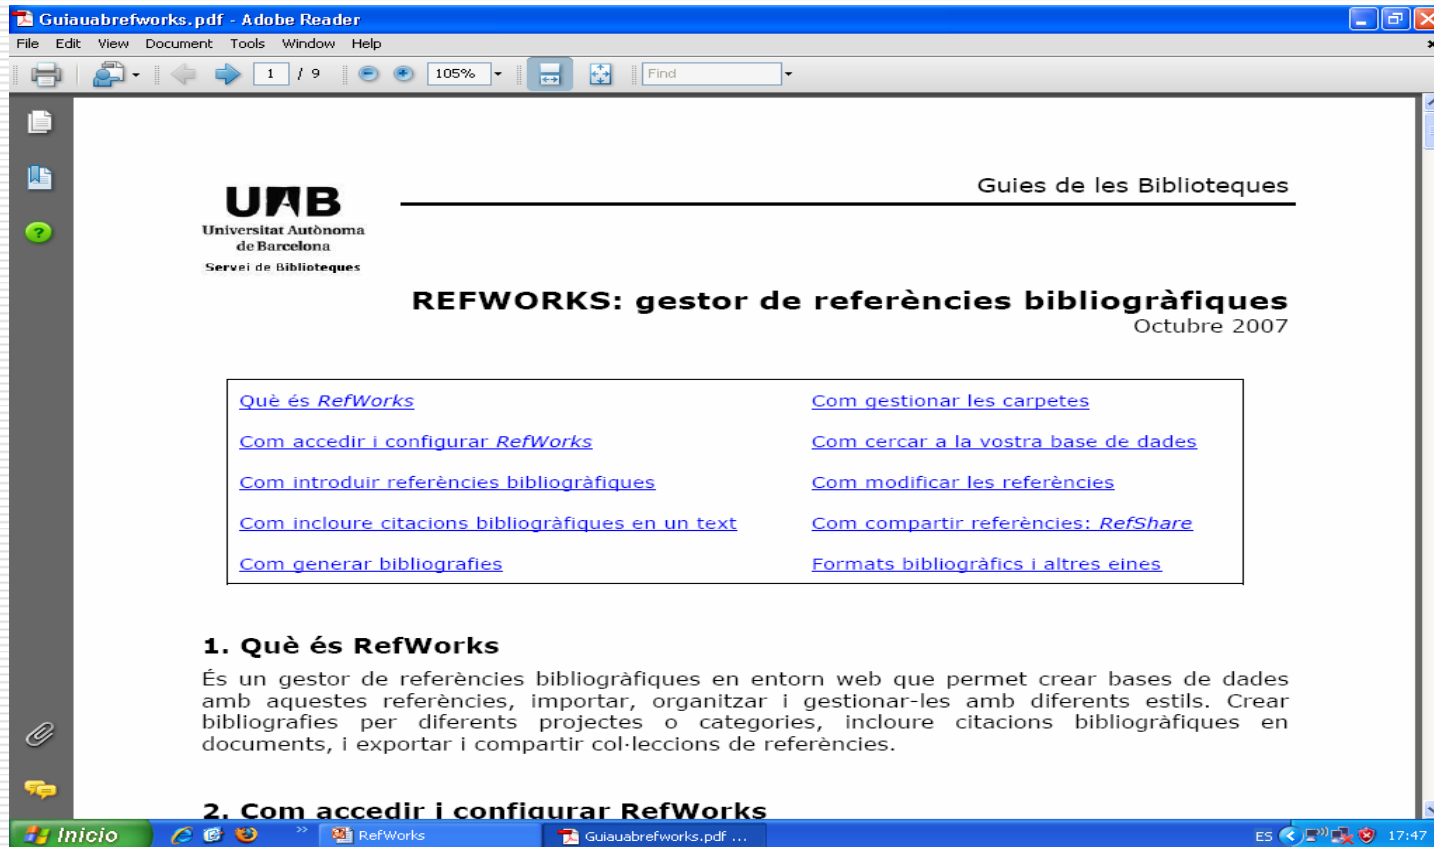 Guiauabrefworks.pdf - Adobe Reader
File Edit View Document Tools Window Help
1 / 9 105% Find
UAB
Universitat Autònoma
de Barcelona
Servei de Biblioteques
Guies de les Biblioteques
REFWORKS: gestor de referències bibliogràfiques
Octubre 2007
Què és RefWorks
Com accedir i configurar RefWorks
Com introduir referències bibliogràfiques
Com incloure citacions bibliogràfiques en un text
Com generar bibliografies
Com gestionar les carpetes
Com cercar a la vostra base de dades
Com modificar les referències
Com compartir referències: RefShare
Formats bibliogràfics i altres eines
1. Què és RefWorks
És un gestor de referències bibliogràfiques en entorn web que permet crear bases de dades
amb aquestes referències, importar, organitzar i gestionar-les amb diferents estils. Crear
bibliografies per diferents projectes o categories, incloure citacions bibliogràfiques en
documents, i exportar i compartir col·leccions de referències.
2. Com accedir i configurar RefWorks
Inicio RefWorks Guiauabrefworks.pdf ... ES 17:47